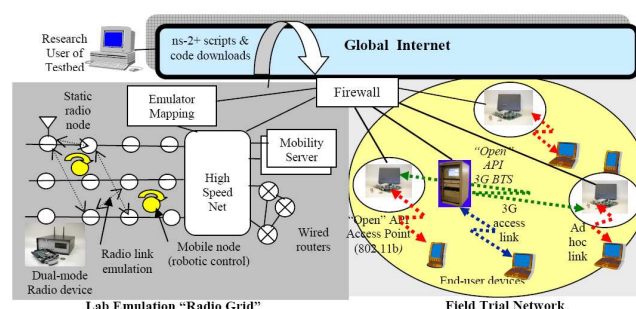 Research
User of
Testbed
ns-2+ scripts &
code downloads
Global Internet
Firewall
Static
radio
node
Emulator
Mapping
Mobility
Server
High
Speed
Net
Radio link
emulation
Mobile node
(robotic control)
Wired
routers
Dual-mode
Radio device
"Open"
API
3G BTS
3G
access
link
"Open" API
Access Point
(802.11b)
Ad
hoc
link
End-user devices
Lab Emulation "Radio Grid"
Field Trial Network